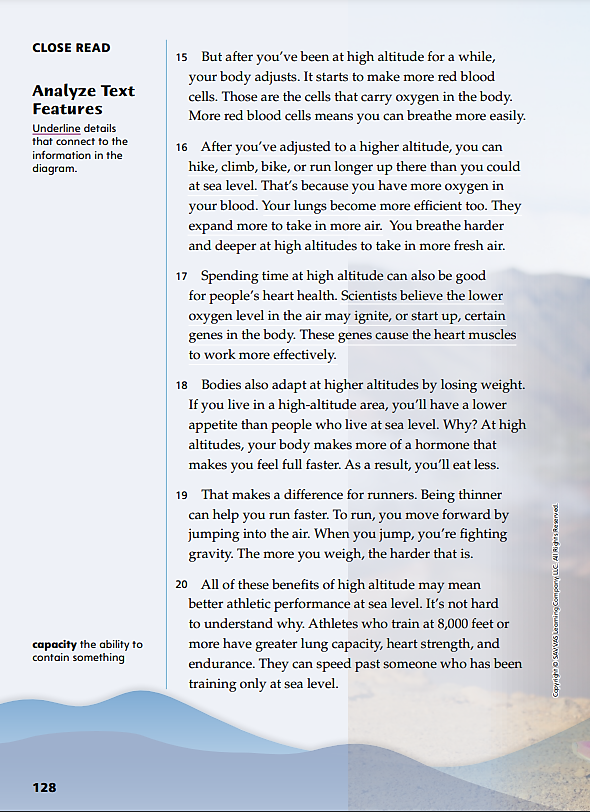 CLOSE READ
Analyze Text
Features
Underline details
that connect to the
information in the
diagram.
15 But after you've been at high altitude for a while,
your body adjusts. It starts to make more red blood
cells. Those are the cells that carry oxygen in the body.
More red blood cells means you can breathe more easily.
16 After you've adjusted to a higher altitude, you can
hike, climb, bike, or run longer up there than you could
at sea level. That's because you have more oxygen in
your blood. Your lungs become more efficient too. They
expand more to take in more air. You breathe harder
and deeper at high altitudes to take in more fresh air.
17 Spending time at high altitude can also be good
for people's heart health. Scientists believe the lower
oxygen level in the air may ignite, or start up, certain
genes in the body. These genes cause the heart muscles
to work more effectively.
18 Bodies also adapt at higher altitudes by losing weight.
If you live in a high-altitude area, you'll have a lower
appetite than people who live at sea level. Why? At high
altitudes, your body makes more of a hormone that
makes you feel full faster. As a result, you'll eat less.
19 That makes a difference for runners. Being thinner
can help you run faster. To run, you move forward by
jumping into the air. When you jump, you're fighting
gravity. The more you weigh, the harder that is.
20 All of these benefits of high altitude may mean
better athletic performance at sea level. It's not hard
to understand why. Athletes who train at 8,000 feet or
more have greater lung capacity, heart strength, and
endurance. They can speed past someone who has been
training only at sea level.
capacity the ability to
contain something
Copyright © SAVVAS Learning Company LLC. All Rights Reserved.
128